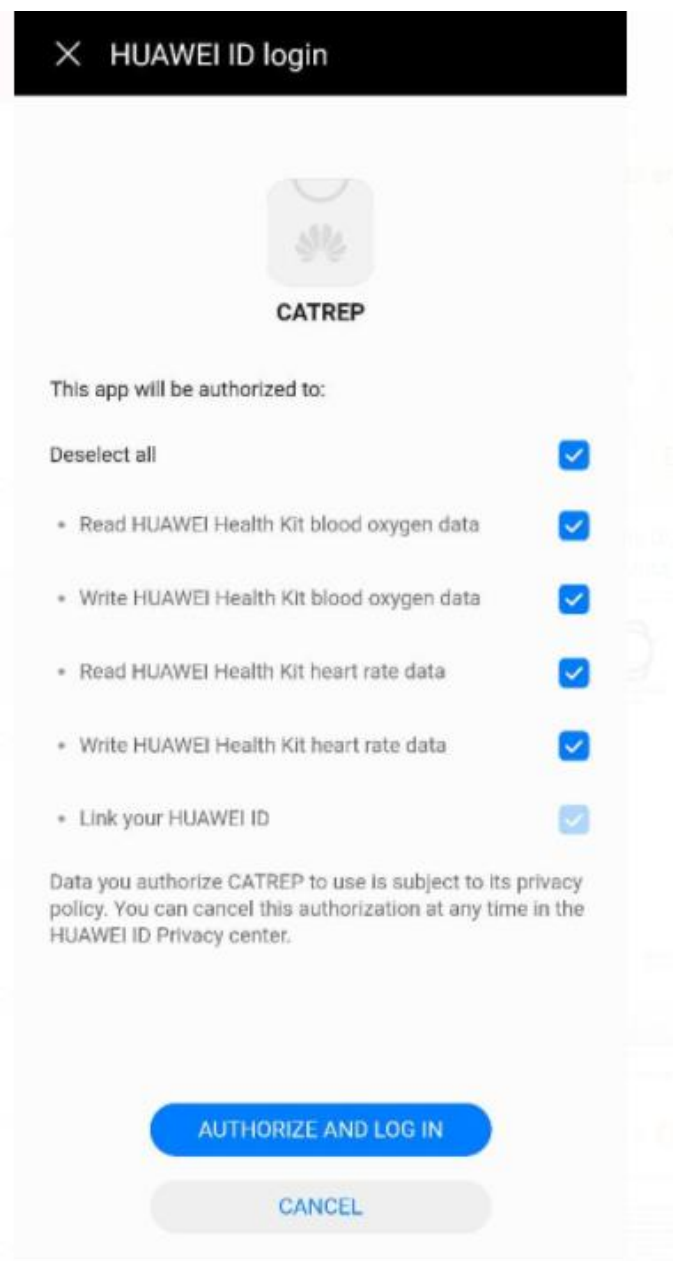 HUAWEI ID login
CATREP
This app will be authorized to:
Deselect all
• Read HUAWEI Health Kit blood oxygen data
• Write HUAWEI Health Kit blood oxygen data
• Read HUAWEI Health Kit heart rate data
• Write HUAWEI Health Kit heart rate data
• Link your HUAWEI ID
Data you authorize CATREP to use is subject to its privacy
policy. You can cancel this authorization at any time in the
HUAWEI ID Privacy center.
AUTHORIZE AND LOG IN
CANCEL